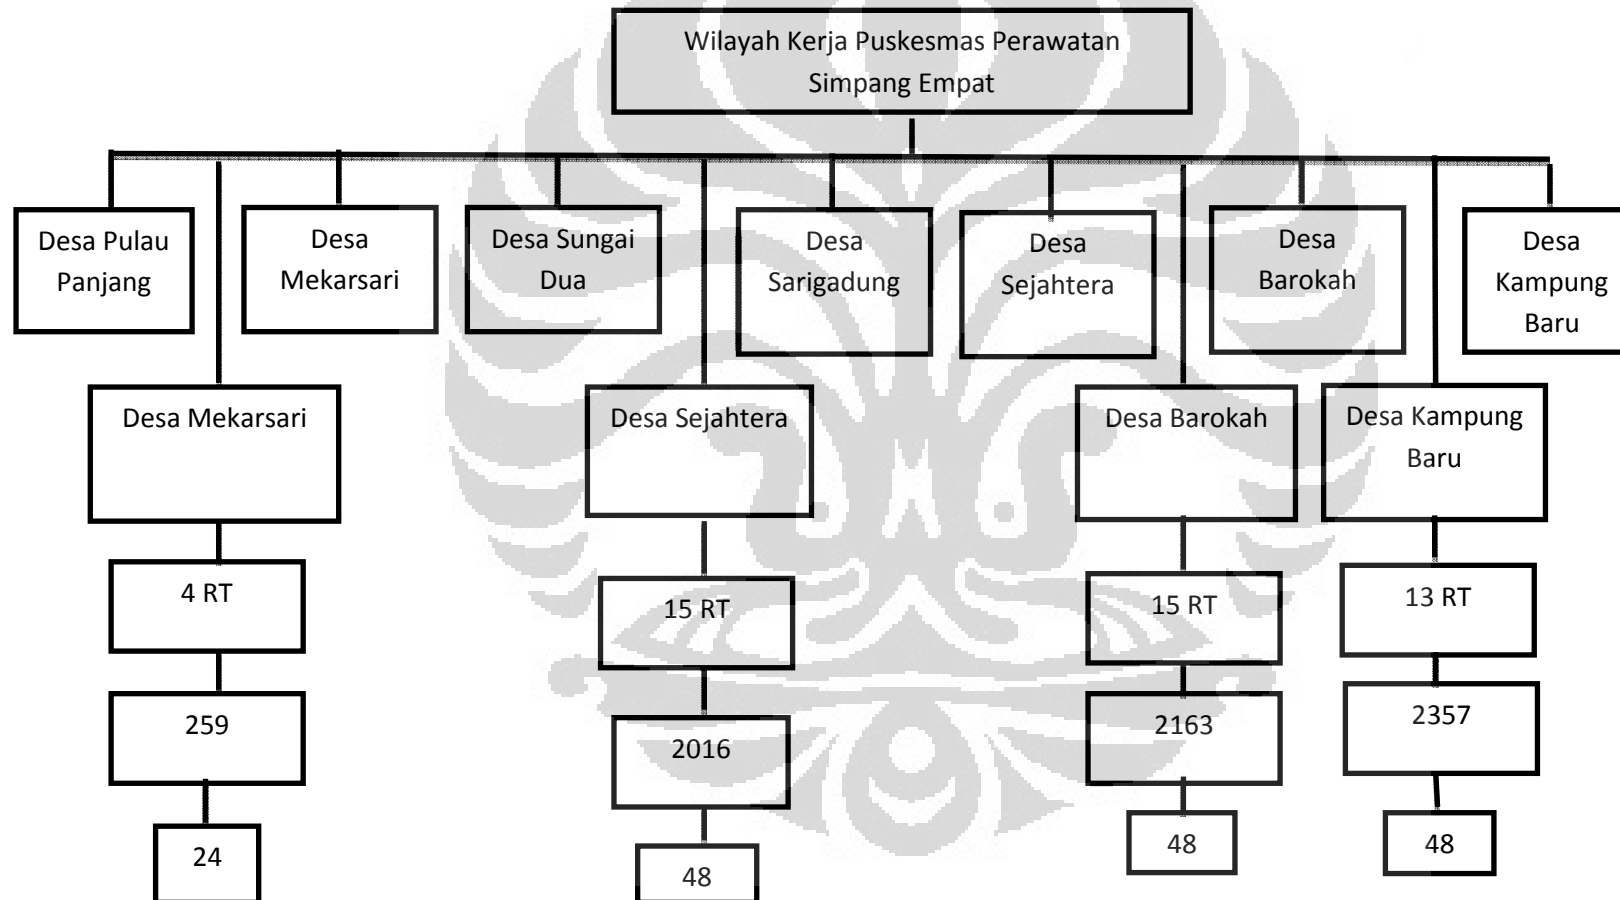 Wilayah Kerja Puskesmas Perawatan
Simpang Empat
Desa Pulau
Panjang
Desa
Mekarsari
Desa Sungai
Dua
Desa
Sarigadung
Desa
Sejahtera
Desa
Barokah
Desa
Kampung
Baru
Desa Mekarsari
Desa Sejahtera
Desa Barokah
Desa Kampung
Baru
4 RT
15 RT
15 RT
13 RT
259
2016
2163
2357
24
48
48
48